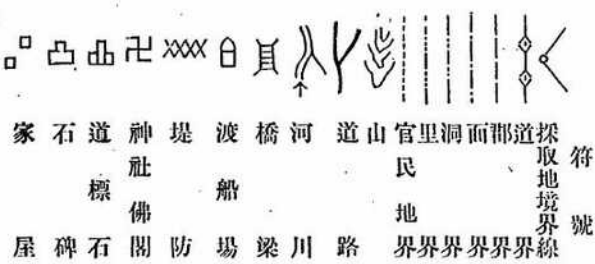 符號
採取地境界線
道界
郡界
面界
洞界
里界
官民地界
山
道路
河川
橋梁
渡船場
堤防
神社佛閣
道標石
石碑
家屋